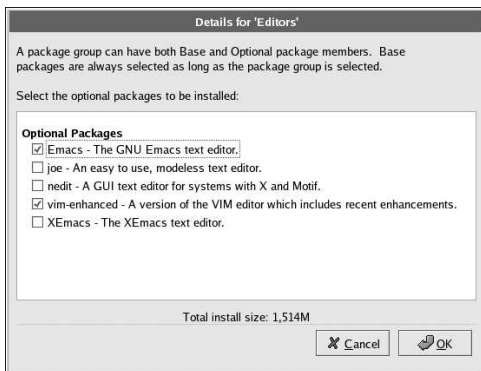 Details for 'Editors'
A package group can have both Base and Optional package members. Base
packages are always selected as long as the package group is selected.
Select the optional packages to be installed:
Optional Packages
Emacs - The GNU Emacs text editor.
joe - An easy to use, modeless text editor.
nedit - A GUI text editor for systems with X and Motif.
vim-enhanced - A version of the VIM editor which includes recent enhancements.
XEmacs - The XEmacs text editor.
Total install size: 1,514M
Cancel
OK